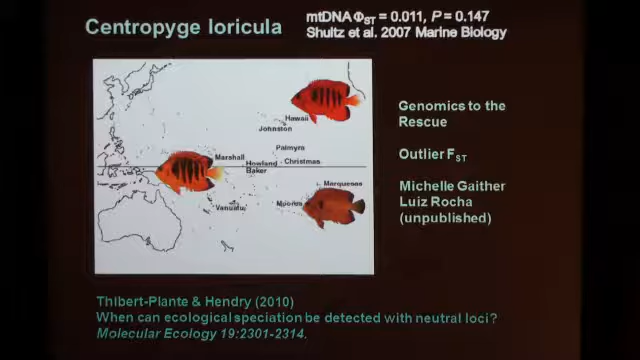 Centropyge loricula
mtDNA ΦST = 0.011, P = 0.147
Shultz et al. 2007 Marine Biology
Hawaii
Johnston
Palmyra
Marshall
Howland
Christmas
Baker
Marquesas
Vanuatu
Moorea
Genomics to the
Rescue
Outlier FST
Michelle Gaither
Luiz Rocha
(unpublished)
Thibert-Plante & Hendry (2010)
When can ecological speciation be detected with neutral loci?
Molecular Ecology 19:2301-2314.